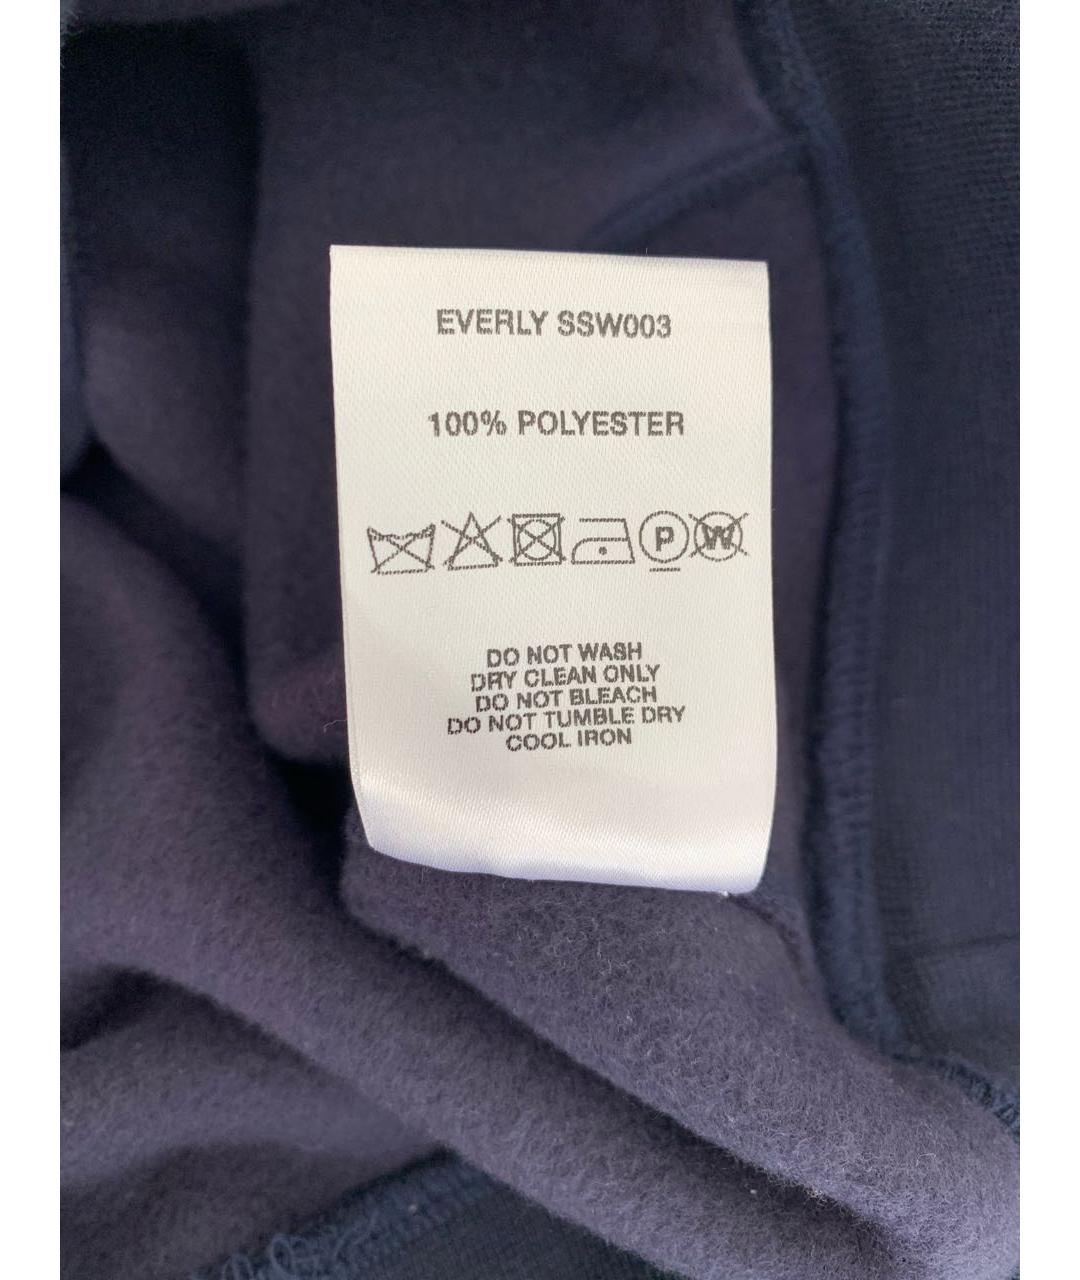 EVERLY SSW003
100% POLYESTER
P W
DO NOT WASH
DRY CLEAN ONLY
DO NOT BLEACH
DO NOT TUMBLE DRY
COOL IRON